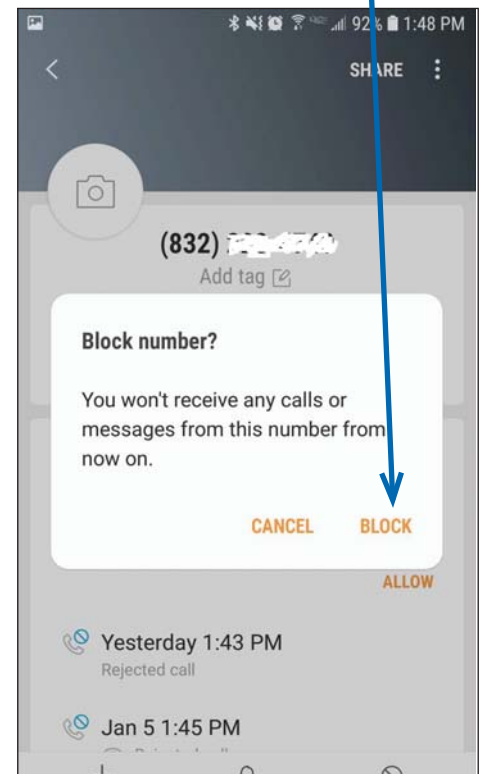 92% 1:48 PM
SHARE
(832)
Add tag
Block number?
You won't receive any calls or
messages from this number from
now on.
CANCEL BLOCK
ALLOW
Yesterday 1:43 PM
Rejected call
Jan 5 1:45 PM